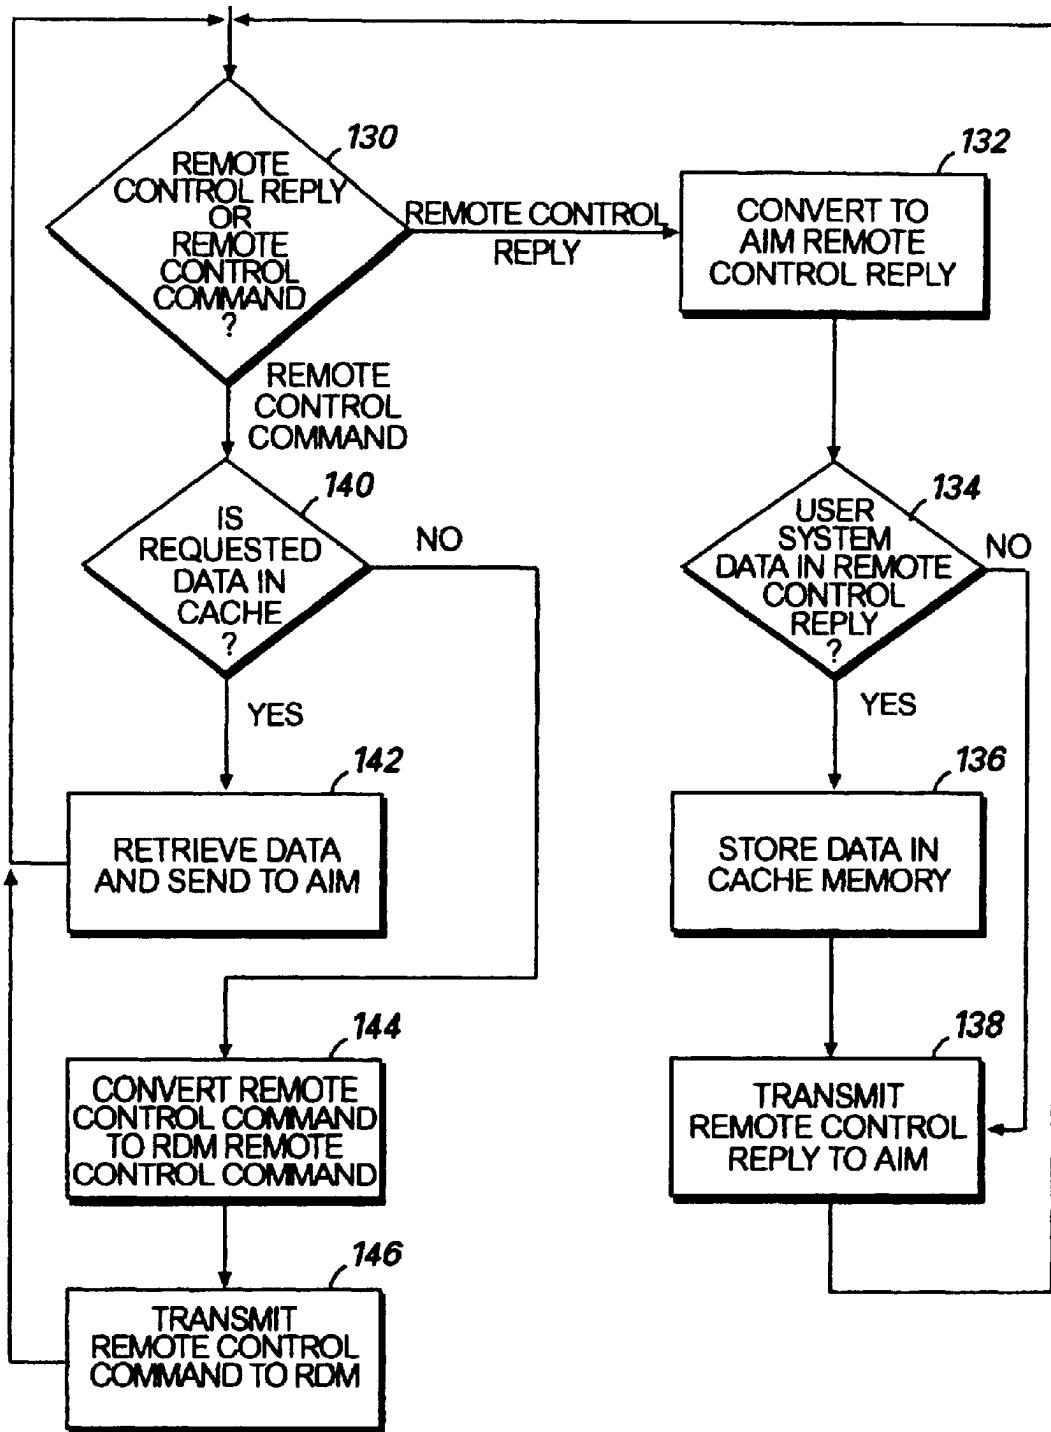 130
REMOTE
CONTROL REPLY
OR
REMOTE
CONTROL
COMMAND
?
REMOTE CONTROL
REPLY
132
CONVERT TO
AIM REMOTE
CONTROL REPLY
REMOTE
CONTROL
COMMAND
140
IS
REQUESTED
DATA IN
CACHE
?
NO
YES
134
USER
SYSTEM
DATA IN REMOTE
CONTROL
REPLY
?
NO
YES
142
RETRIEVE DATA
AND SEND TO AIM
136
STORE DATA IN
CACHE MEMORY
144
CONVERT REMOTE
CONTROL COMMAND
TO RDM REMOTE
CONTROL COMMAND
138
TRANSMIT
REMOTE CONTROL
REPLY TO AIM
146
TRANSMIT
REMOTE CONTROL
COMMAND TO RDM